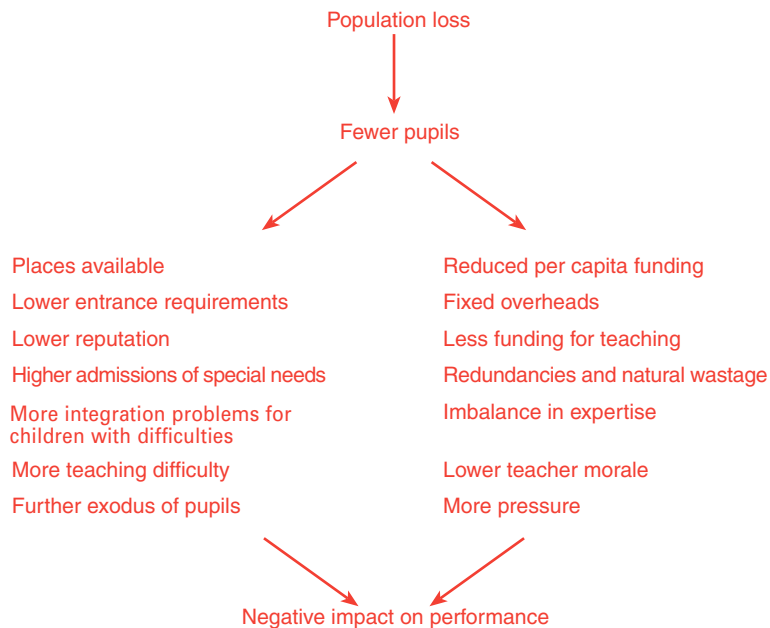 Population loss
Fewer pupils
Places available
Lower entrance requirements
Lower reputation
Higher admissions of special needs
More integration problems for
children with difficulties
More teaching difficulty
Further exodus of pupils
Reduced per capita funding
Fixed overheads
Less funding for teaching
Redundancies and natural wastage
Imbalance in expertise
Lower teacher morale
More pressure
Negative impact on performance